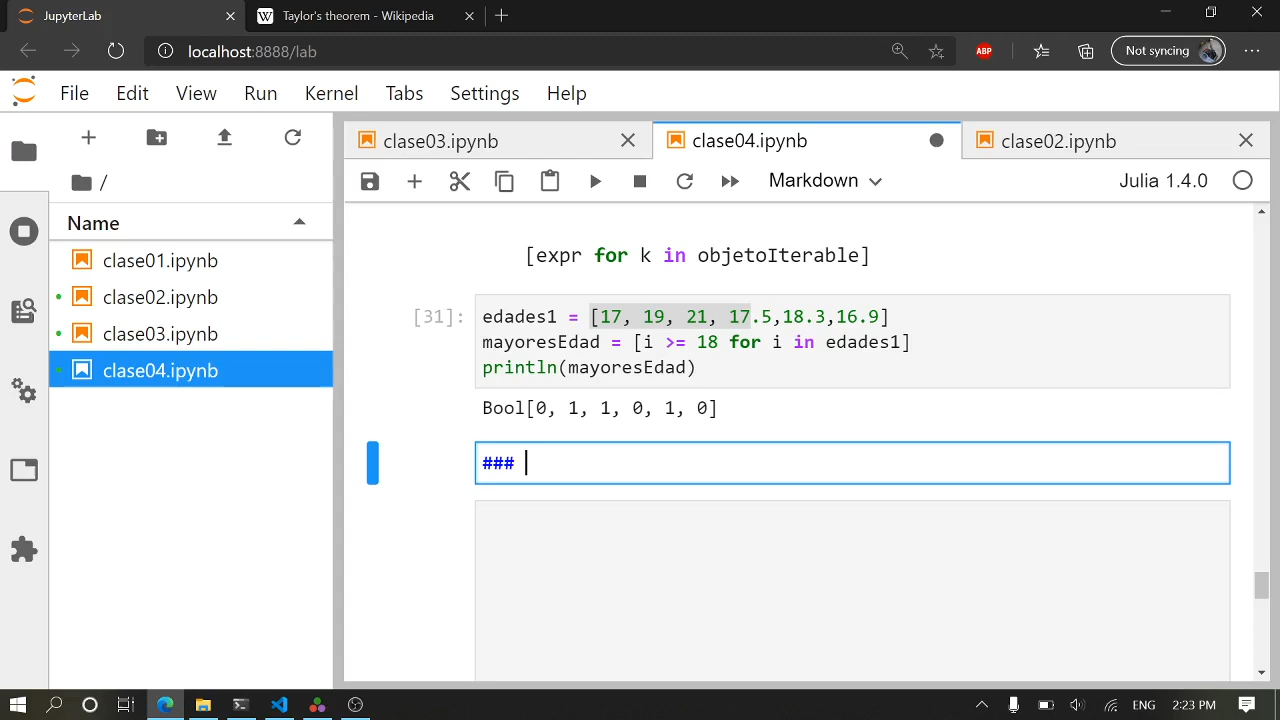 JupyterLab
Taylor's theorem - Wikipedia
localhost:8888/lab
ABP
Not syncing
File Edit View Run Kernel Tabs Settings Help
clase03.ipynb
clase04.ipynb
clase02.ipynb
/
Markdown
Julia 1.4.0
Name
clase01.ipynb
clase02.ipynb
clase03.ipynb
clase04.ipynb
[expr for k in objetoIterable]
[31]:
edades1 = [17, 19, 21, 17.5,18.3,16.9]
mayoresEdad = [i >= 18 for i in edades1]
println(mayoresEdad)
Bool[0, 1, 1, 0, 1, 0]
###
ENG
2:23 PM